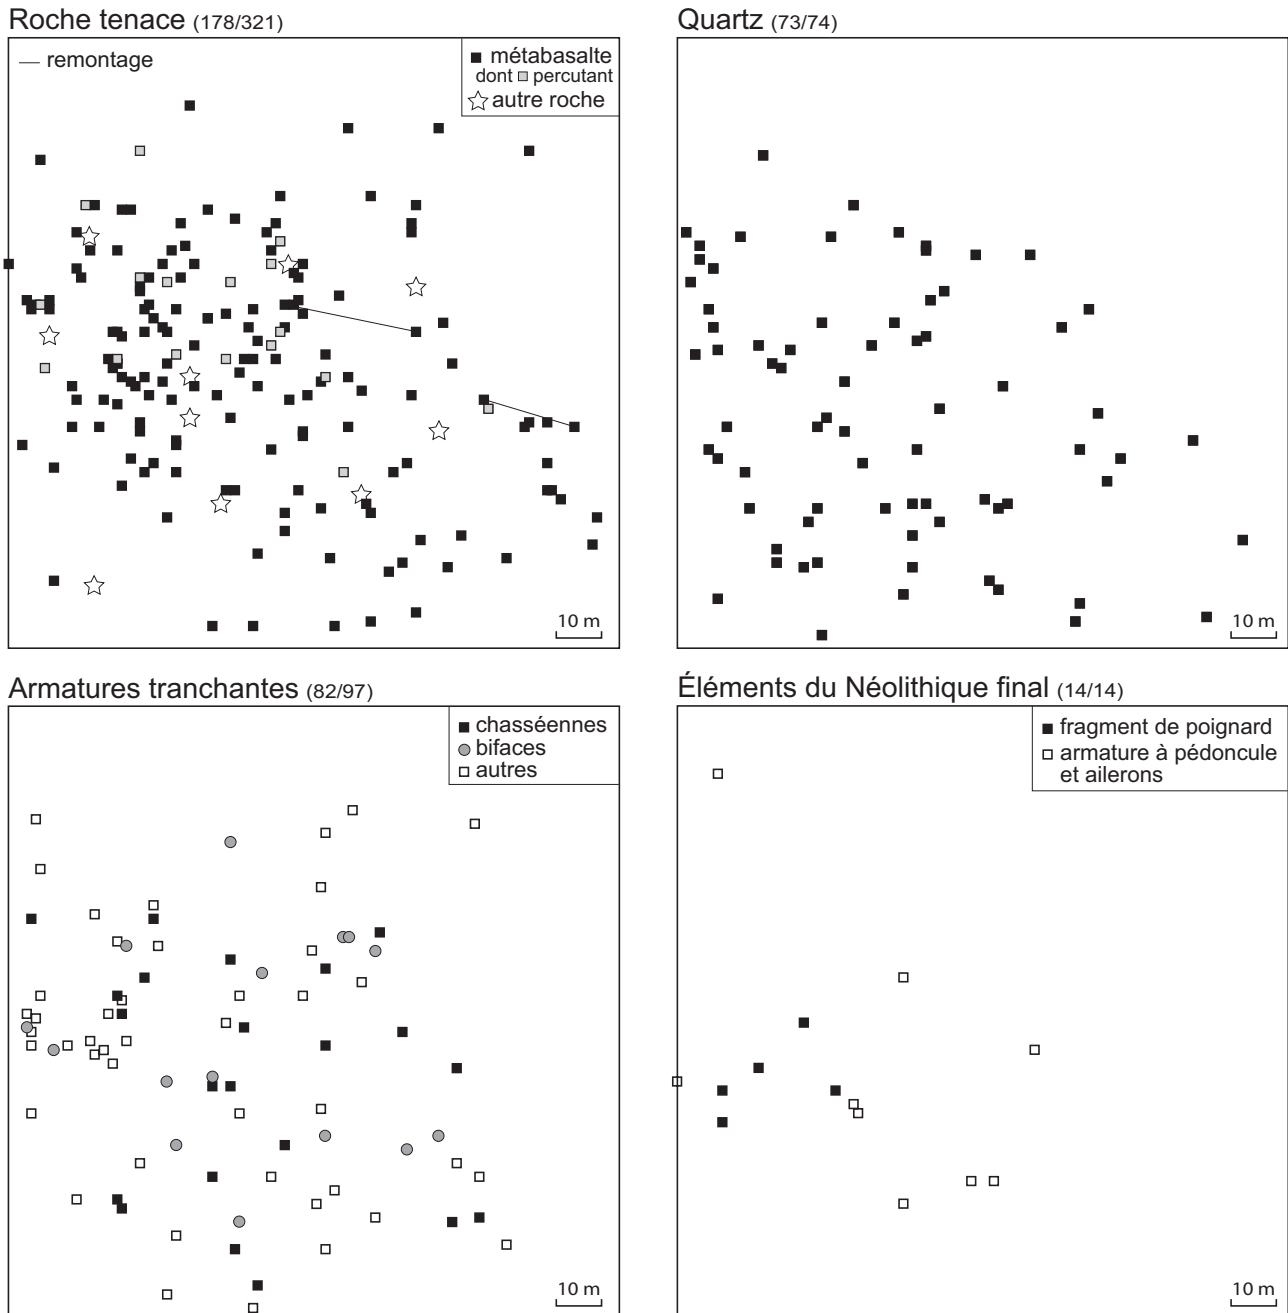 Roche tenace (178/321)
— remontage
métabasalte
dont percutant
autre roche
10 m
Quartz (73/74)
10 m
Armatures tranchantes (82/97)
chasséennes
bifaces
autres
10 m
Éléments du Néolithique final (14/14)
fragment de poignard
armature à pédoncule
et ailerons
10 m